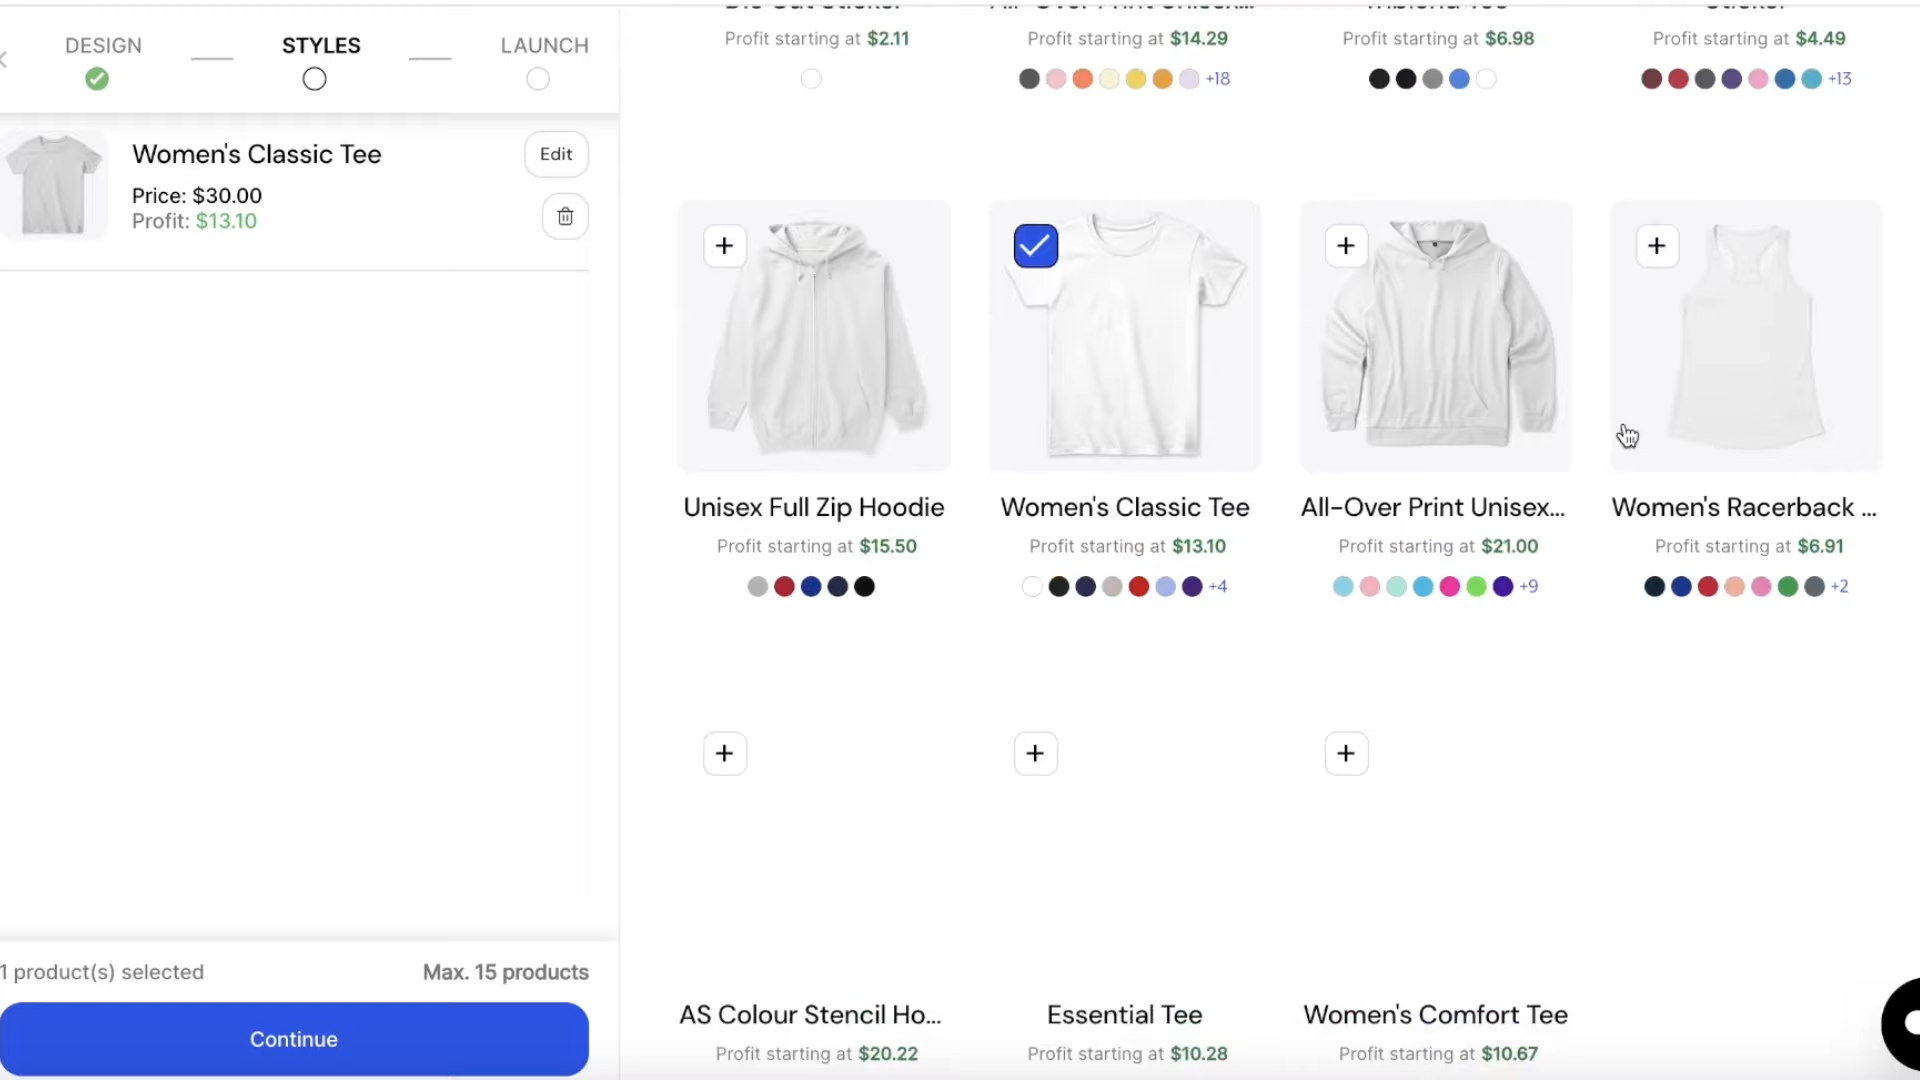 DESIGN
STYLES
LAUNCH
Women's Classic Tee
Edit
Price: $30.00
Profit: $13.10
1 product(s) selected
Max. 15 products
Continue
Profit starting at $2.11
Profit starting at $14.29
+18
Profit starting at $6.98
Profit starting at $4.49
+13
Unisex Full Zip Hoodie
Profit starting at $15.50
Women's Classic Tee
Profit starting at $13.10
+4
All-Over Print Unisex...
Profit starting at $21.00
+9
Women's Racerback ...
Profit starting at $6.91
+2
AS Colour Stencil Ho...
Profit starting at $20.22
Essential Tee
Profit starting at $10.28
Women's Comfort Tee
Profit starting at $10.67